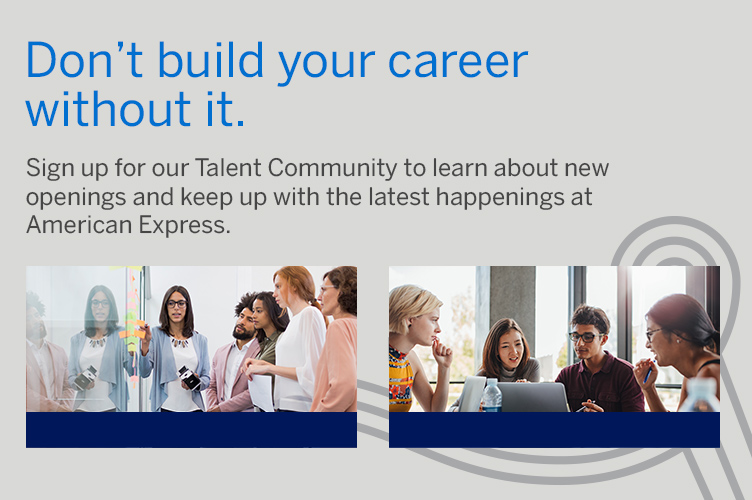 Don’t build your career
without it.
Sign up for our Talent Community to learn about new
openings and keep up with the latest happenings at
American Express.